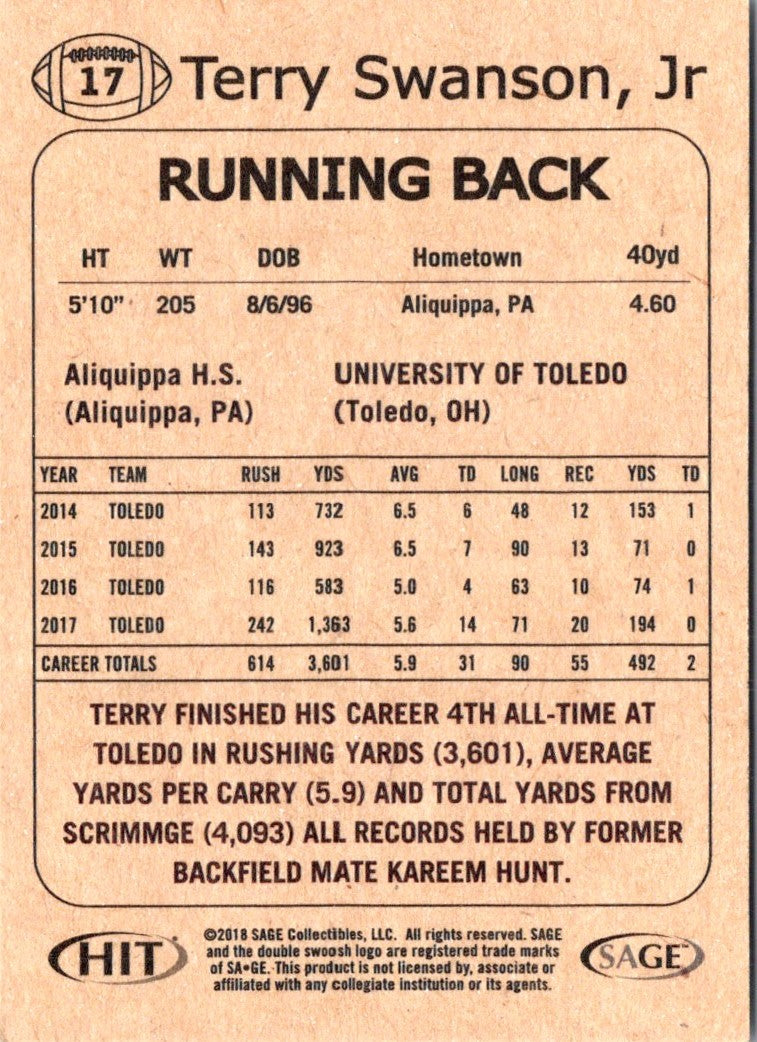 17 Terry Swanson, Jr
RUNNING BACK
HT WT DOB Hometown 40yd
5'10" 205 8/6/96 Aliquippa, PA 4.60
Aliquippa H.S. UNIVERSITY OF TOLEDO
(Aliquippa, PA) (Toledo, OH)
YEAR TEAM RUSH YDS AVG TD LONG REC YDS TD
2014 TOLEDO 113 732 6.5 6 48 12 153 1
2015 TOLEDO 143 923 6.5 7 90 13 71 0
2016 TOLEDO 116 583 5.0 4 63 10 74 1
2017 TOLEDO 242 1,363 5.6 14 71 20 194 0
CAREER TOTALS 614 3,601 5.9 31 90 55 492 2
TERRY FINISHED HIS CAREER 4TH ALL-TIME AT
TOLEDO IN RUSHING YARDS (3,601), AVERAGE
YARDS PER CARRY (5.9) AND TOTAL YARDS FROM
SCRIMMGE (4,093) ALL RECORDS HELD BY FORMER
BACKFIELD MATE KAREEM HUNT.
HIT
©2018 SAGE Collectibles, LLC. All rights reserved. SAGE
and the double swoosh logo are registered trade marks
of SA•GE. This product is not licensed by, associate or
affiliated with any collegiate institution or its agents.
SAGE